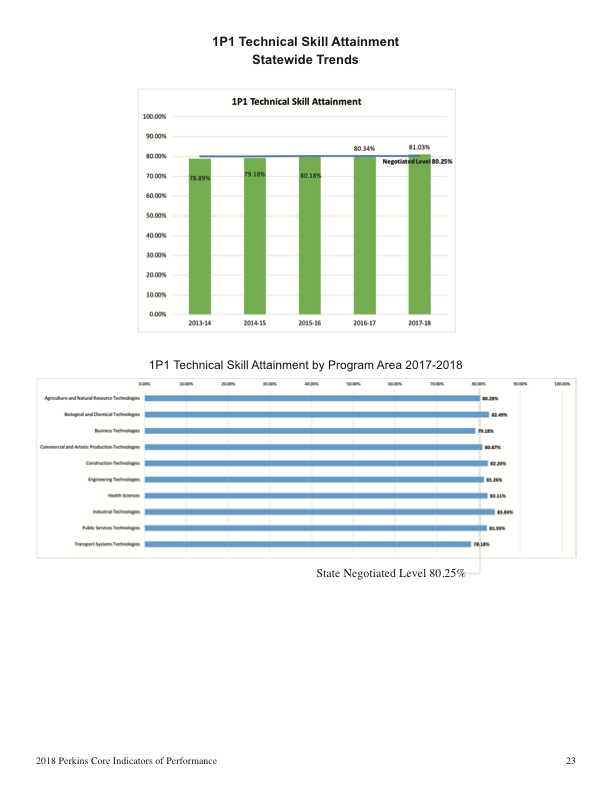 1P1 Technical Skill Attainment
Statewide Trends
1P1 Technical Skill Attainment
100.00%
90.00%
80.00%
70.00%
60.00%
50.00%
40.00%
30.00%
20.00%
10.00%
0.00%
78.89%
79.18%
80.18%
80.34%
81.03%
Negotiated Level 80.25%
2013-14 2014-15 2015-16 2016-17 2017-18
1P1 Technical Skill Attainment by Program Area 2017-2018
0.00% 10.00% 20.00% 30.00% 40.00% 50.00% 60.00% 70.00% 80.00% 90.00% 100.00%
Agriculture and Natural Resource Technologies 80.28%
Biological and Chemical Technologies 82.49%
Business Technologies 79.18%
Commercial and Artistic Production Technologies 80.87%
Construction Technologies 82.20%
Engineering Technologies 81.26%
Health Sciences 82.11%
Industrial Technologies 83.84%
Public Services Technologies 81.93%
Transport Systems Technologies 78.18%
State Negotiated Level 80.25%
2018 Perkins Core Indicators of Performance 23